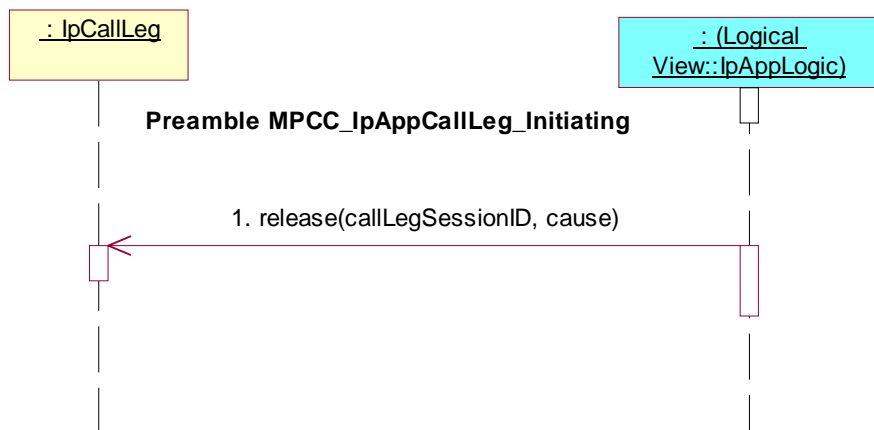 : IpCallLeg
: (Logical
View::IpAppLogic)
Preamble MPCC_IpAppCallLeg_Initiating
1. release(callLegSessionID, cause)